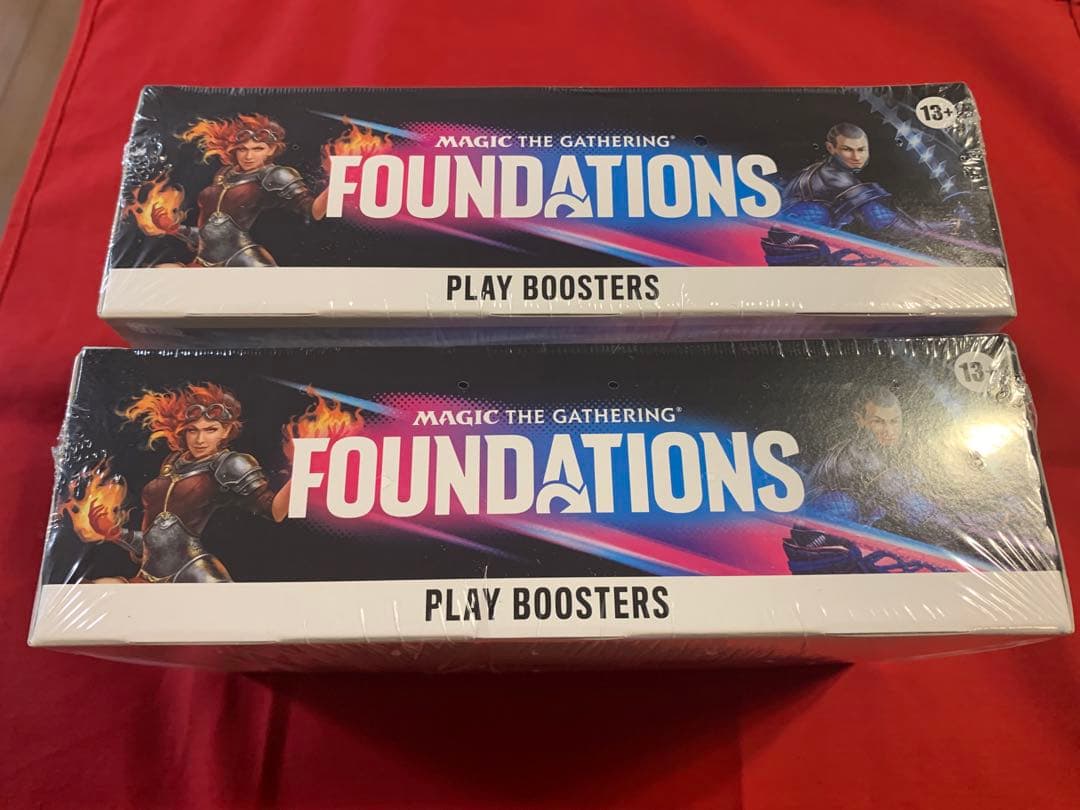 13+
MAGIC THE GATHERING®
FOUNDATIONS
PLAY BOOSTERS
13+
MAGIC THE GATHERING®
FOUNDATIONS
PLAY BOOSTERS